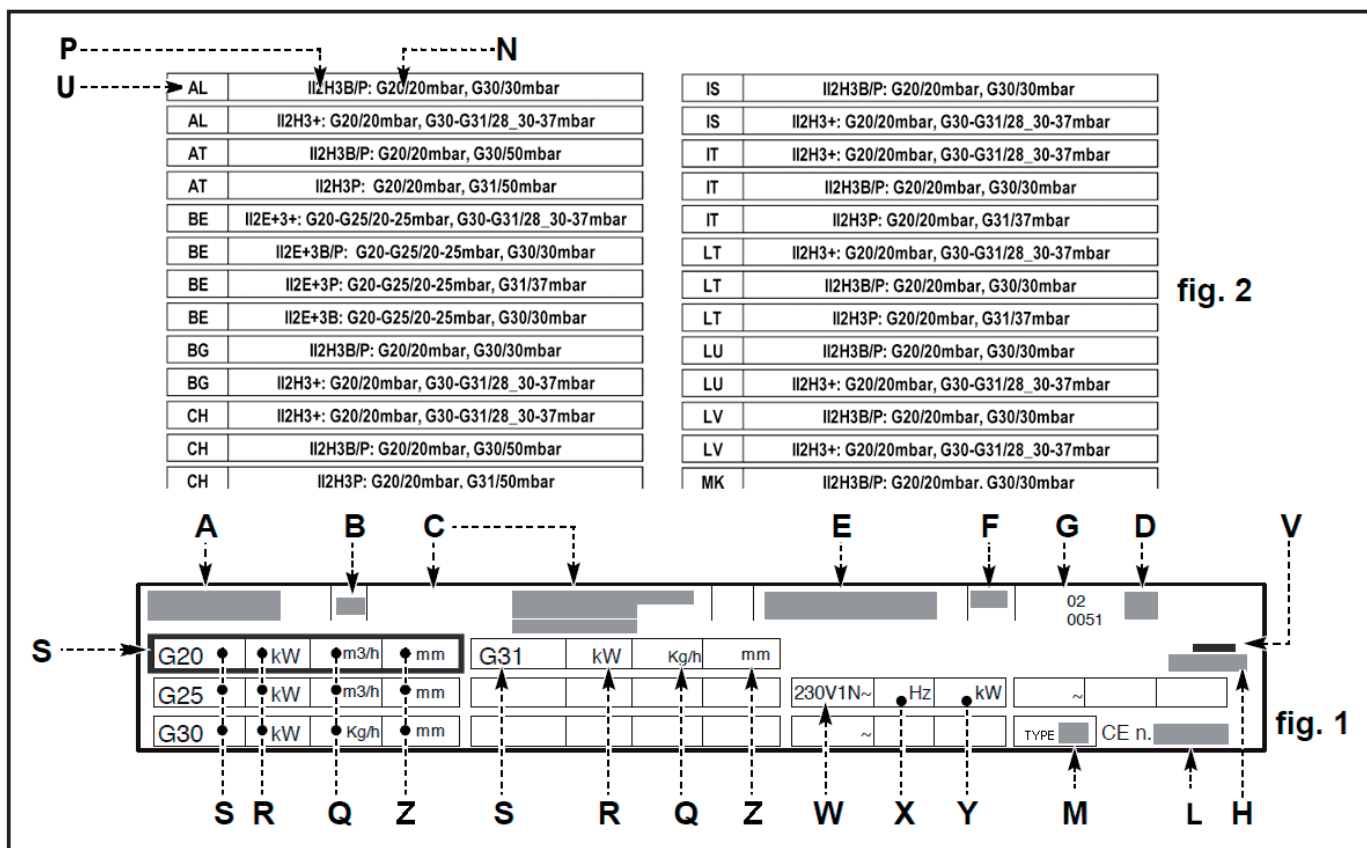 P N
U
AL II2H3B/P: G20/20mbar, G30/30mbar
AL II2H3+: G20/20mbar, G30-G31/28_30-37mbar
AT II2H3B/P: G20/20mbar, G30/50mbar
AT II2H3P: G20/20mbar, G31/50mbar
BE II2E+3+: G20-G25/20-25mbar, G30-G31/28_30-37mbar
BE II2E+3B/P: G20-G25/20-25mbar, G30/30mbar
BE II2E+3P: G20-G25/20-25mbar, G31/37mbar
BE II2E+3B: G20-G25/20-25mbar, G30/30mbar
BG II2H3B/P: G20/20mbar, G30/30mbar
BG II2H3+: G20/20mbar, G30-G31/28_30-37mbar
CH II2H3+: G20/20mbar, G30-G31/28_30-37mbar
CH II2H3B/P: G20/20mbar, G30/50mbar
CH II2H3P: G20/20mbar, G31/50mbar
IS II2H3B/P: G20/20mbar, G30/30mbar
IS II2H3+: G20/20mbar, G30-G31/28_30-37mbar
IT II2H3+: G20/20mbar, G30-G31/28_30-37mbar
IT II2H3B/P: G20/20mbar, G30/30mbar
IT II2H3P: G20/20mbar, G31/37mbar
LT II2H3+: G20/20mbar, G30-G31/28_30-37mbar
LT II2H3B/P: G20/20mbar, G30/30mbar
LT II2H3P: G20/20mbar, G31/37mbar
LU II2H3B/P: G20/20mbar, G30/30mbar
LU II2H3+: G20/20mbar, G30-G31/28_30-37mbar
LV II2H3B/P: G20/20mbar, G30/30mbar
LV II2H3+: G20/20mbar, G30-G31/28_30-37mbar
MK II2H3B/P: G20/20mbar, G30/30mbar
fig. 2
A B C E F G D V
02
0051
S
G20 kW m3/h mm G31 kW Kg/h mm
G25 kW m3/h mm 230V1N~ Hz kW ~
G30 kW Kg/h mm ~ TYPE CE n.
fig. 1
S R Q Z S R Q Z W X Y M L H